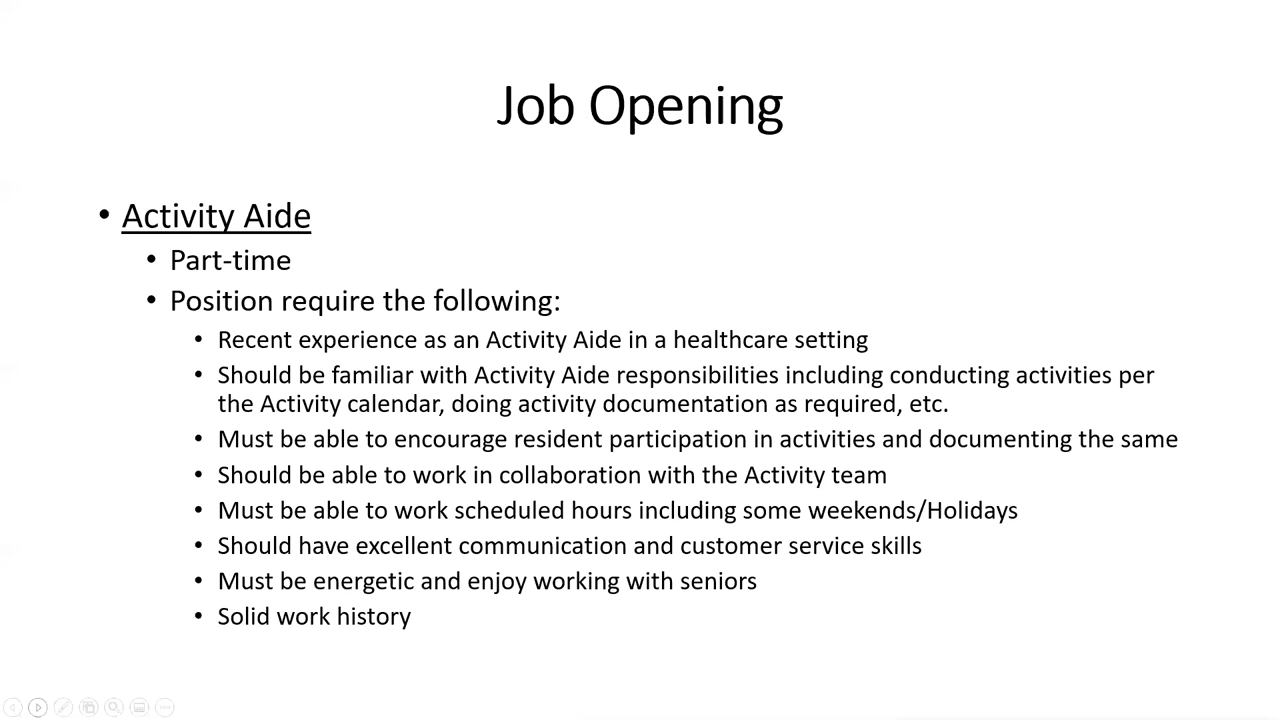 Job Opening
• Activity Aide
• Part-time
• Position require the following:
• Recent experience as an Activity Aide in a healthcare setting
• Should be familiar with Activity Aide responsibilities including conducting activities per
the Activity calendar, doing activity documentation as required, etc.
• Must be able to encourage resident participation in activities and documenting the same
• Should be able to work in collaboration with the Activity team
• Must be able to work scheduled hours including some weekends/Holidays
• Should have excellent communication and customer service skills
• Must be energetic and enjoy working with seniors
• Solid work history